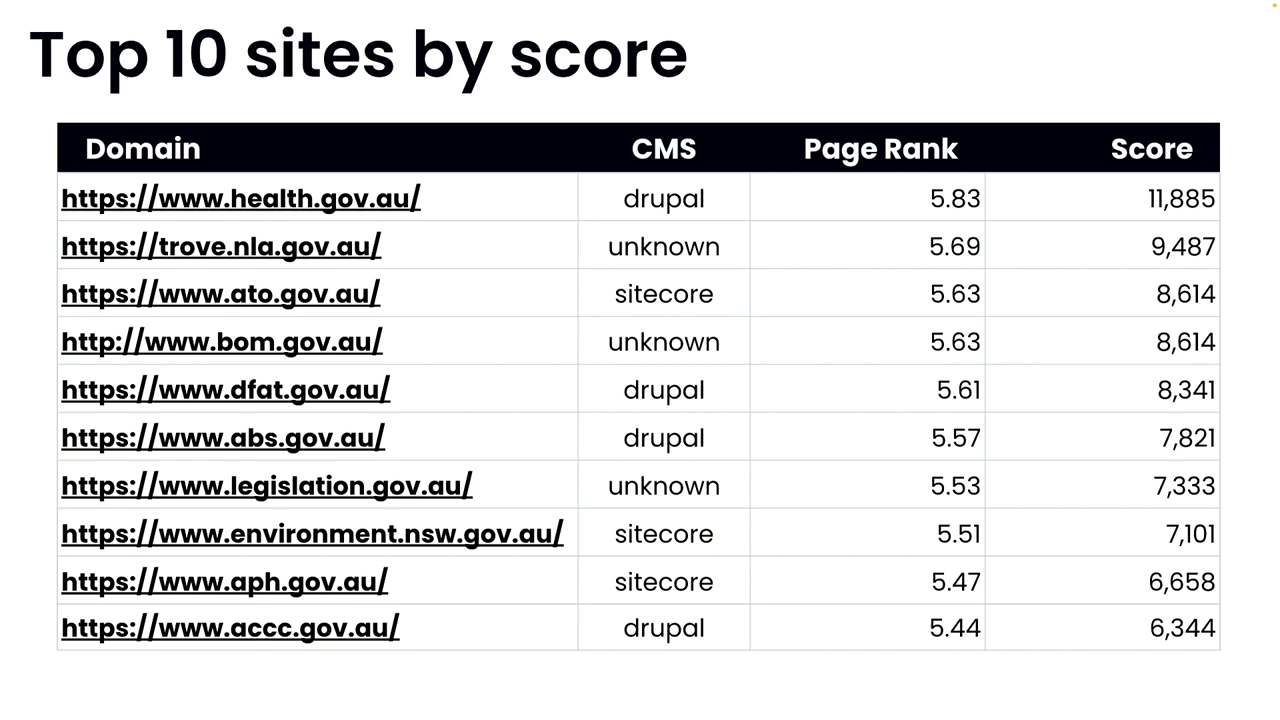 Top 10 sites by score
Domain CMS Page Rank Score
https://www.health.gov.au/ drupal 5.83 11,885
https://trove.nla.gov.au/ unknown 5.69 9,487
https://www.ato.gov.au/ sitecore 5.63 8,614
http://www.bom.gov.au/ unknown 5.63 8,614
https://www.dfat.gov.au/ drupal 5.61 8,341
https://www.abs.gov.au/ drupal 5.57 7,821
https://www.legislation.gov.au/ unknown 5.53 7,333
https://www.environment.nsw.gov.au/ sitecore 5.51 7,101
https://www.aph.gov.au/ sitecore 5.47 6,658
https://www.accc.gov.au/ drupal 5.44 6,344